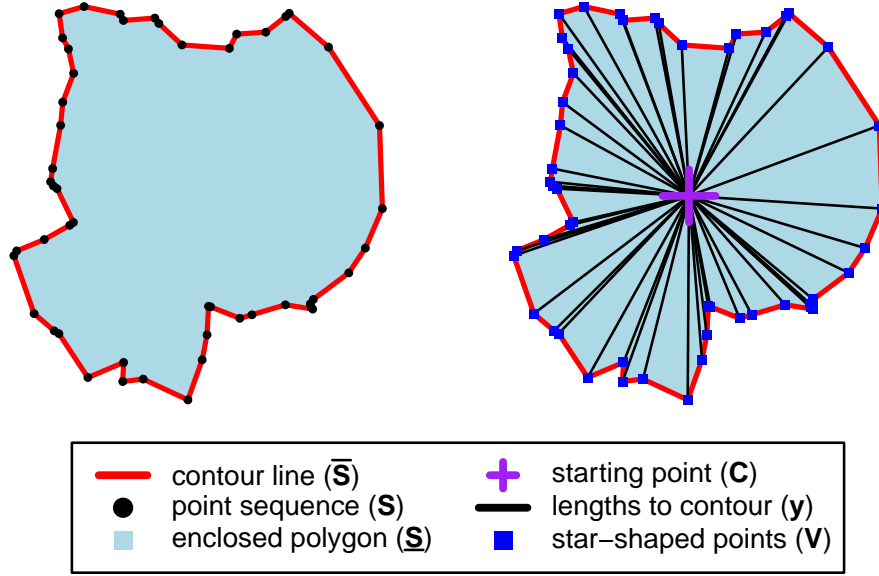 contour line (S̅)
point sequence (S)
enclosed polygon (S̲)
starting point (C)
lengths to contour (y)
star−shaped points (V)